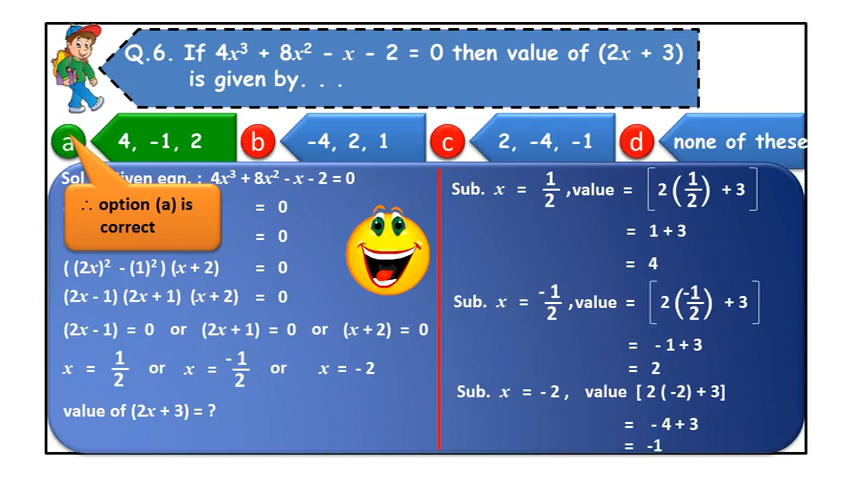 Q.6. If 4x³ + 8x² - x - 2 = 0 then value of (2x + 3)
is given by. . .
a 4, -1, 2 b -4, 2, 1 c 2, -4, -1 d none of these
Sol given eqn. : 4x³ + 8x² - x - 2 = 0
∴ option (a) is
correct
= 0
= 0
( (2x)² - (1)² ) (x + 2) = 0
(2x - 1) (2x + 1) (x + 2) = 0
(2x - 1) = 0 or (2x + 1) = 0 or (x + 2) = 0
x = 1/2 or x = -1/2 or x = - 2
value of (2x + 3) = ?
Sub. x = 1/2 , value = [ 2 (1/2) + 3 ]
= 1 + 3
= 4
Sub. x = -1/2 , value = [ 2 (-1/2) + 3 ]
= - 1 + 3
= 2
Sub. x = - 2 , value [ 2 ( -2) + 3]
= - 4 + 3
= -1